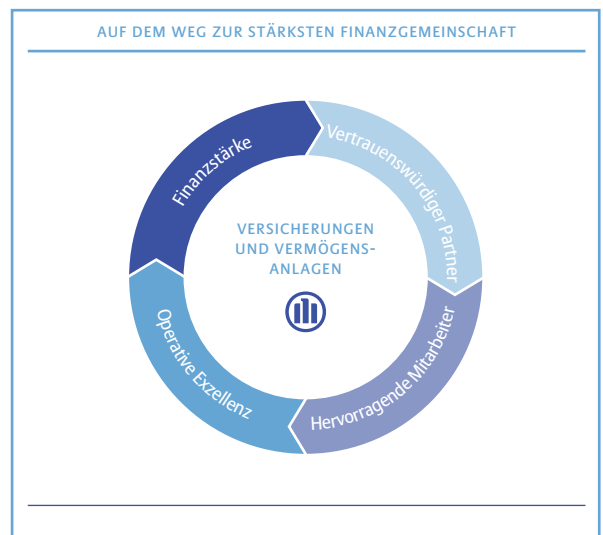 AUF DEM WEG ZUR STÄRKSTEN FINANZGEMEINSCHAFT
Finanzstärke
Vertrauenswürdiger Partner
VERSICHERUNGEN
UND VERMÖGENS-
ANLAGEN
Operative Exzellenz
Hervorragende Mitarbeiter